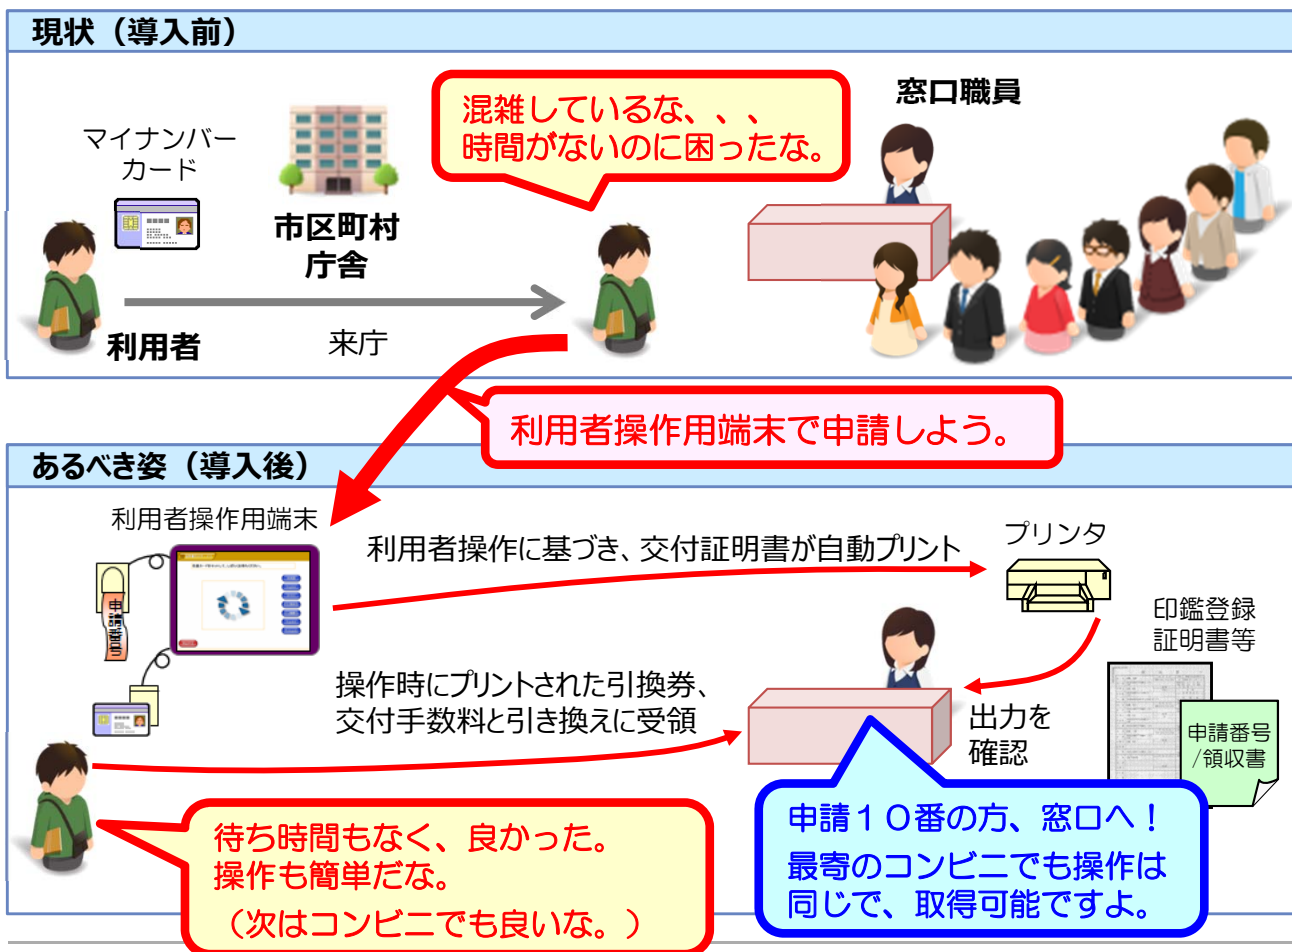 現状（導入前）
混雑しているな、、、
時間がないのに困ったな。
窓口職員
マイナンバー
カード
市区町村
庁舎
利用者
来庁
利用者操作用端末で申請しよう。
あるべき姿（導入後）
利用者操作用端末
利用者操作に基づき、交付証明書が自動プリント
プリンタ
印鑑登録
証明書等
操作時にプリントされた引換券、
交付手数料と引き換えに受領
出力を
確認
申請番号
/領収書
待ち時間もなく、良かった。
操作も簡単だな。
（次はコンビニでも良いな。）
申請１０番の方、窓口へ！
最寄のコンビニでも操作は
同じで、取得可能ですよ。